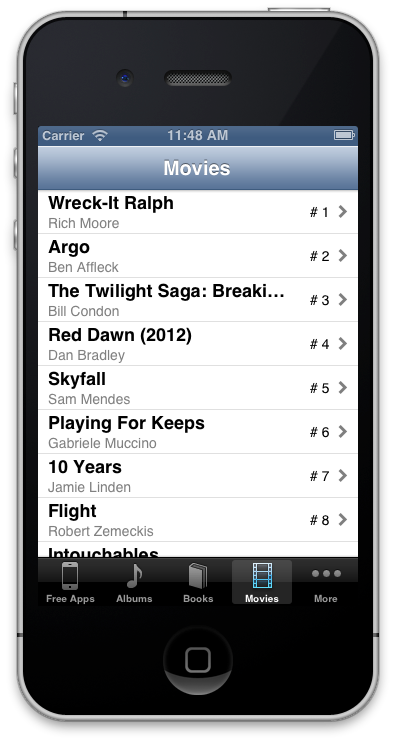 Carrier 11:48 AM
Movies
Wreck-It Ralph
Rich Moore
# 1
Argo
Ben Affleck
# 2
The Twilight Saga: Breaki...
Bill Condon
# 3
Red Dawn (2012)
Dan Bradley
# 4
Skyfall
Sam Mendes
# 5
Playing For Keeps
Gabriele Muccino
# 6
10 Years
Jamie Linden
# 7
Flight
Robert Zemeckis
# 8
Intouchables
Free Apps Albums Books Movies More